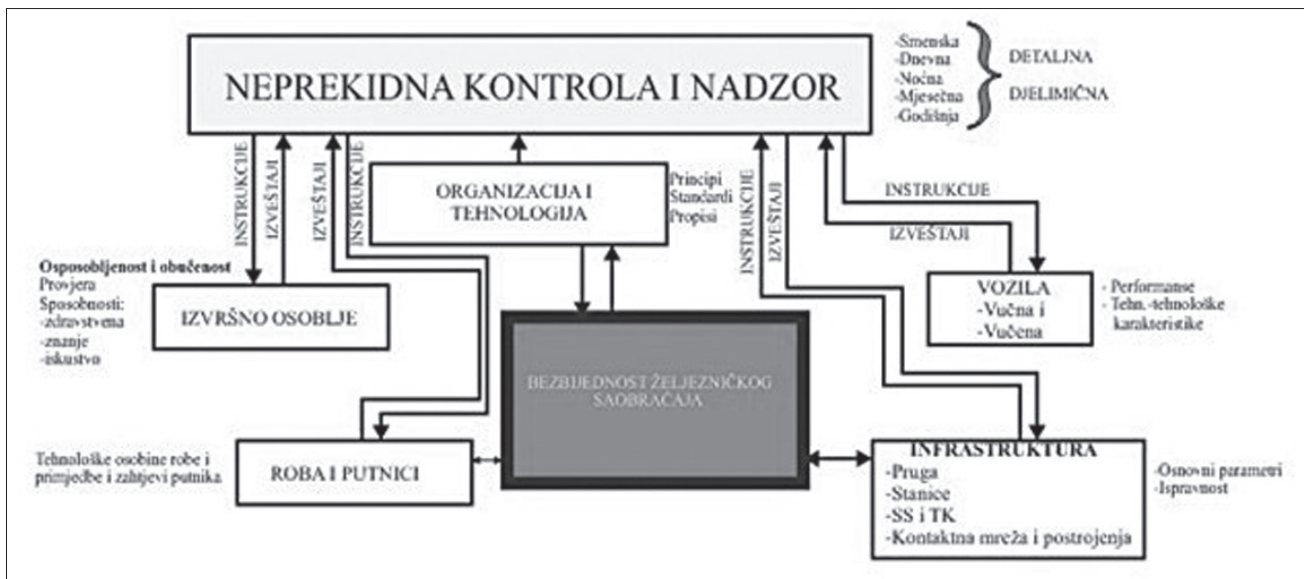 NEPREKIDNA KONTROLA I NADZOR
-Smenska
-Dnevna
-Noćna
-Mjesečna
-Godišnja
DETALJNA
DJELIMIČNA
INSTRUKCIJE
IZVEŠTAJI
IZVEŠTAJI
INSTRUKCIJE
ORGANIZACIJA I
TEHNOLOGIJA
Principi
Standardi
Propisi
INSTRUKCIJE
IZVEŠTAJI
INSTRUKCIJE
IZVEŠTAJI
Osposobljenost i obučenost
Provjera
Sposobnosti:
-zdravstvena
-znanje
-iskustvo
IZVRŠNO OSOBLJE
VOZILA
-Vučna i
-Vučena
- Performanse
- Tehn.-tehnološke
karakteristike
BEZBIJEDNOST ŽELJEZNIČKOG
SAOBRAČAJA
Tehnološke osobine robe i
primjedbe i zahtjevi putnika
ROBA I PUTNICI
INFRASTRUKTURA
-Pruga
-Stanice
-SS i TK
-Kontaktna mreža i postrojenja
-Osnovni parametri
-Ispravnost